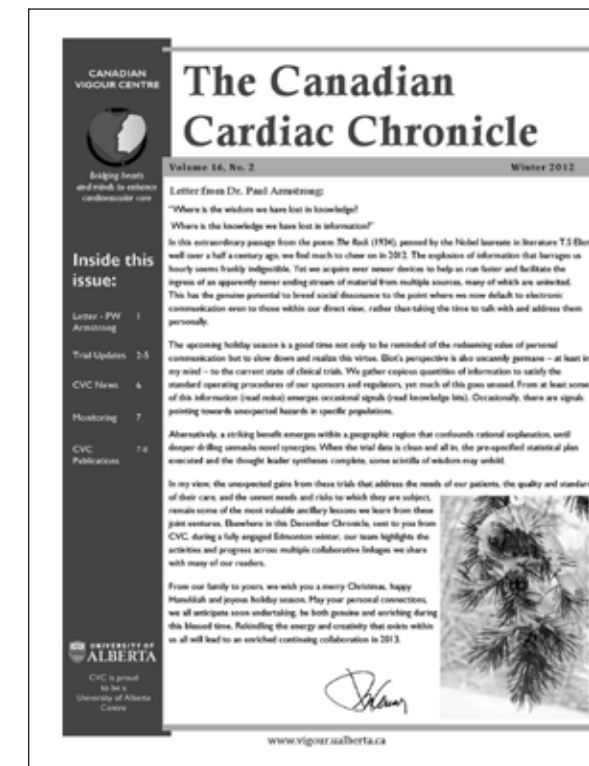 CANADIAN
VIGOUR CENTRE
Bridging hearts
and minds to enhance
cardiovascular care
Inside this
issue:
Letter - PW 1
Armstrong
Trial Updates 2-5
CVC News 6
Monitoring 7
CVC 7-8
Publications
UNIVERSITY OF
ALBERTA
CVC is proud
to be a
University of Alberta
Centre
The Canadian
Cardiac Chronicle
Volume 16, No. 2 Winter 2012
Letter from Dr. Paul Armstrong:
"Where is the wisdom we have lost in knowledge?
Where is the knowledge we have lost in information?"
In this extraordinary passage from the poem The Rock (1934), penned by the Nobel laureate in literature T.S Eliot
well over a half a century ago, we find much to chew on in 2012. The explosion of information that barrages us
hourly seems frankly indigestible. Yet we acquire ever newer devices to help us run faster and facilitate the
ingress of an apparently never ending stream of material from multiple sources, many of which are uninvited.
This has the genuine potential to breed social dissonance to the point where we now default to electronic
communication even to those within our direct view, rather than taking the time to talk with and address them
personally.
The upcoming holiday season is a good time not only to be reminded of the redeeming value of personal
communication but to slow down and realize this virtue. Eliot's perspective is also uncannily germane – at least in
my mind – to the current state of clinical trials. We gather copious quantities of information to satisfy the
standard operating procedures of our sponsors and regulators, yet much of this goes unused. From at least some
of this information (read noise) emerges occasional signals (read knowledge bits). Occasionally, there are signals
pointing towards unexpected hazards in specific populations.
Alternatively, a striking benefit emerges within a geographic region that confounds rational explanation, until
deeper drilling unmasks novel synergies. When the trial data is clean and all in, the pre-specified statistical plan
executed and the thought leader syntheses complete, some scintilla of wisdom may unfold.
In my view, the unexpected gains from these trials that address the needs of our patients, the quality and standard
of their care, and the unmet needs and risks to which they are subject,
remain some of the most valuable ancillary lessons we learn from these
joint ventures. Elsewhere in this December Chronicle, sent to you from
CVC, during a fully engaged Edmonton winter, our team highlights the
activities and progress across multiple collaborative linkages we share
with many of our readers.
From our family to yours, we wish you a merry Christmas, happy
Hanukkah and joyous holiday season. May your personal connections,
we all anticipate soon undertaking, be both genuine and enriching during
this blessed time. Rekindling the energy and creativity that exists within
us all will lead to an enriched continuing collaboration in 2013.
www.vigour.ualberta.ca